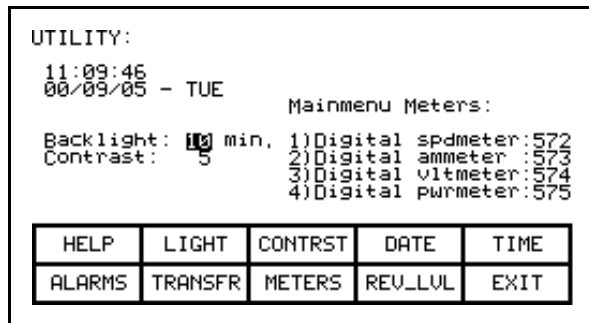 UTILITY:
11:09:46
00/09/05 - TUE
Mainmenu Meters:
Backlight: 10 min.
Contrast: 5
1)Digital spdmeter:572
2)Digital ammeter :573
3)Digital vltmeter:574
4)Digital pwrmeter:575
HELP LIGHT CONTRST DATE TIME
ALARMS TRANSFR METERS REV_LVL EXIT